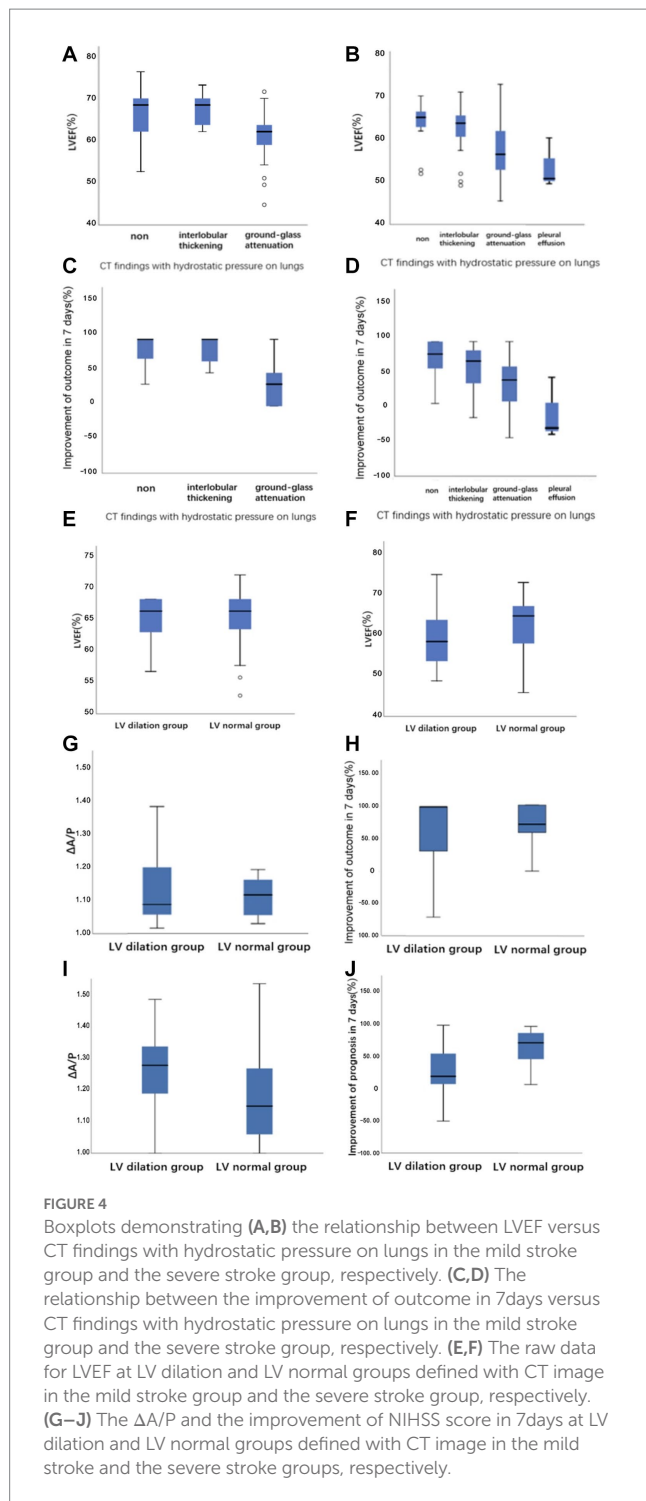 A
80
70
60
50
40
LVEF(%)
non
interlobular
thickening
ground-glass
attenuation
CT findings with hydrostatic pressure on lungs
B
80
70
60
50
40
LVEF(%)
non
interlobular
thickening
ground-glass
attenuation
pleural
effusion
CT findings with hydrostatic pressure on lungs
C
150
100
50
0
-50
-100
Improvement of outcome in 7 days(%)
non
interlobular
thickening
ground-glass
attenuation
CT findings with hydrostatic pressure on lungs
D
150
100
50
0
-50
-100
Improvement of outcome in 7 days(%)
non
interlobular
thickening
ground-glass
attenuation
pleural
effusion
CT findings with hydrostatic pressure on lungs
E
75
70
65
60
55
50
LVEF(%)
LV dilation group
LV normal group
F
80
70
60
50
40
LVEF(%)
LV dilation group
LV normal group
G
1.50
1.40
1.30
1.20
1.10
1.00
ΔA/P
LV dilation group
LV normal group
H
150.00
100.00
50.00
0
100.00
Improvement of outcome in 7 days(%)
LV dilation group
LV normal group
I
1.50
1.40
1.30
1.20
1.10
1.00
ΔA/P
LV dilation group
LV normal group
J
150.00
100.00
50.00
0
-50.00
-100.00
Improvement of prognosis in 7 days(%)
LV dilation group
LV normal group
FIGURE 4
Boxplots demonstrating (A,B) the relationship between LVEF versus
CT findings with hydrostatic pressure on lungs in the mild stroke
group and the severe stroke group, respectively. (C,D) The
relationship between the improvement of outcome in 7days versus
CT findings with hydrostatic pressure on lungs in the mild stroke
group and the severe stroke group, respectively. (E,F) The raw data
for LVEF at LV dilation and LV normal groups defined with CT image
in the mild stroke group and the severe stroke group, respectively.
(G–J) The ΔA/P and the improvement of NIHSS score in 7days at LV
dilation and LV normal groups defined with CT image in the mild
stroke and the severe stroke groups, respectively.